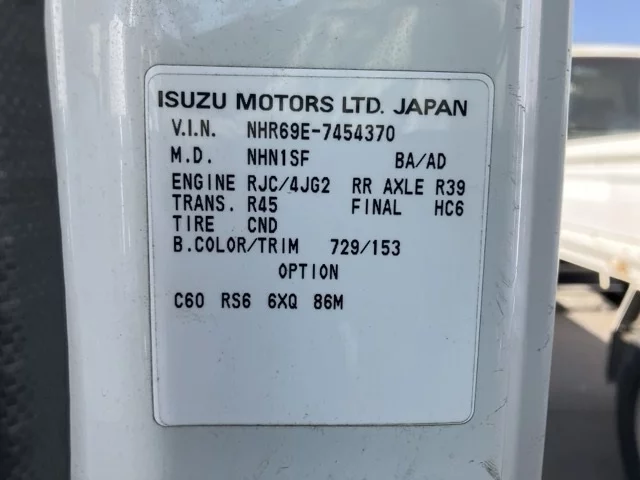 ISUZU MOTORS LTD. JAPAN
V.I.N. NHR69E-7454370
M.D. NHN1SF BA/AD
ENGINE RJC/4JG2 RR AXLE R39
TRANS. R45 FINAL HC6
TIRE CND
B.COLOR/TRIM 729/153
OPTION
C60 RS6 6XQ 86M